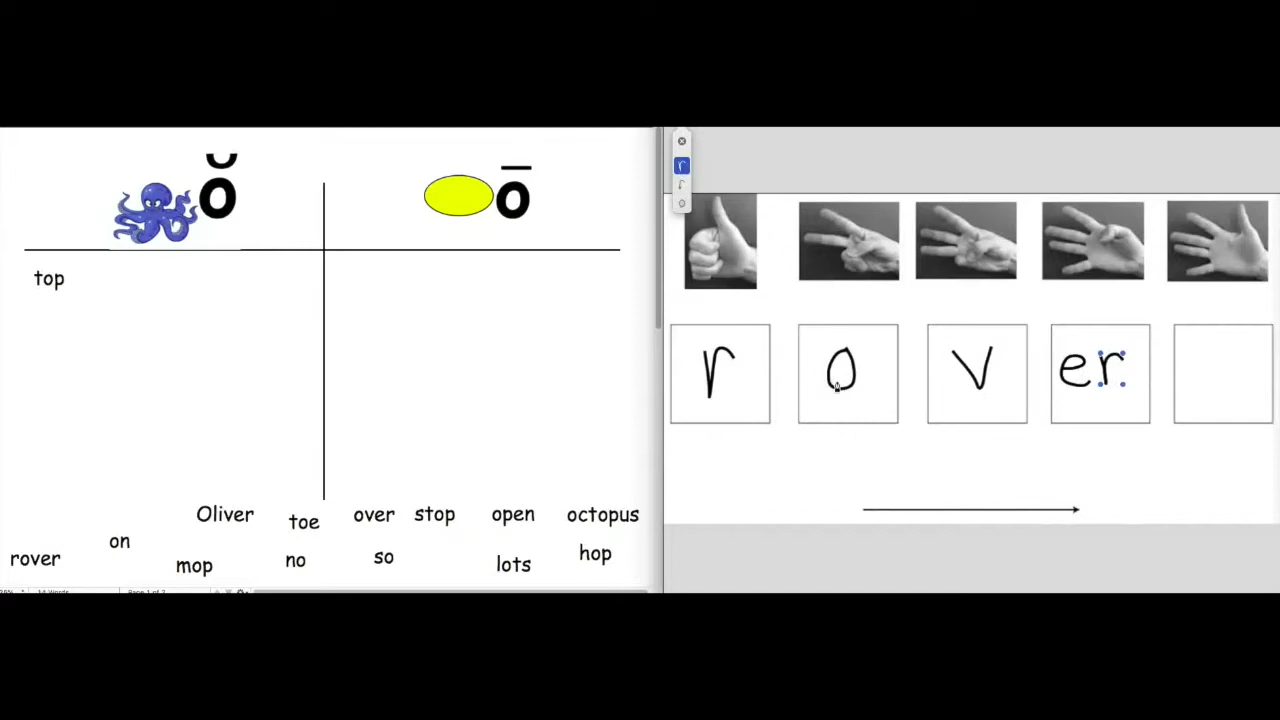 ŏ ō
top
r o v er
Oliver toe over stop open octopus
rover on mop no so lots hop